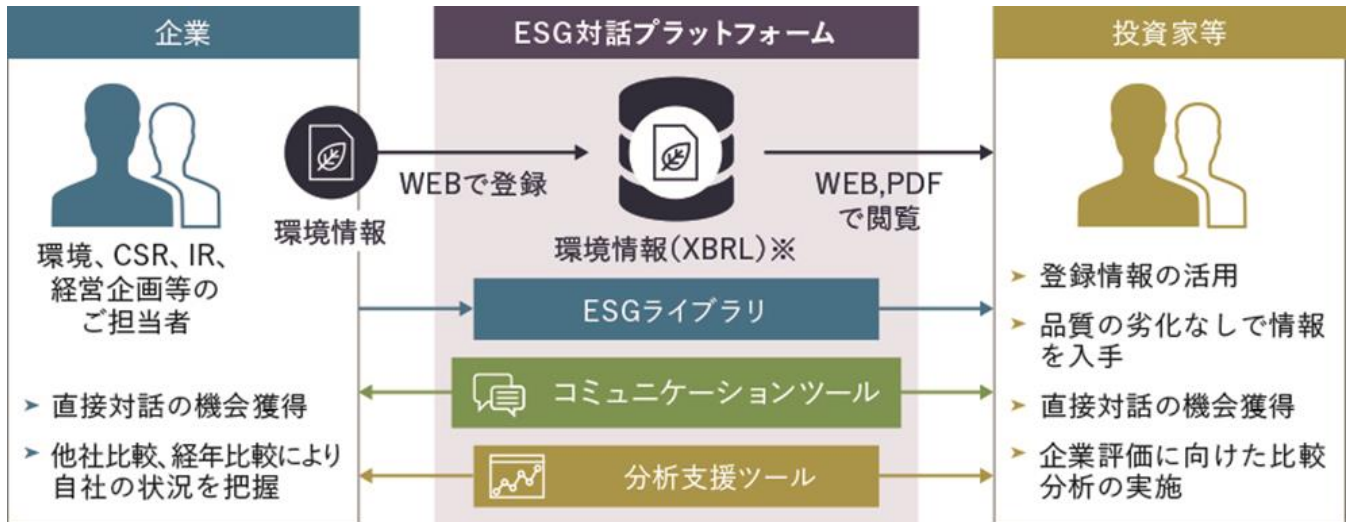 企業
環境情報
環境、CSR、IR、
経営企画等の
ご担当者
➤ 直接対話の機会獲得
➤ 他社比較、経年比較により
自社の状況を把握
ESG対話プラットフォーム
WEBで登録
環境情報(XBRL)※
WEB,PDF
で閲覧
ESGライブラリ
コミュニケーションツール
分析支援ツール
投資家等
➤ 登録情報の活用
➤ 品質の劣化なしで情報
を入手
➤ 直接対話の機会獲得
➤ 企業評価に向けた比較
分析の実施